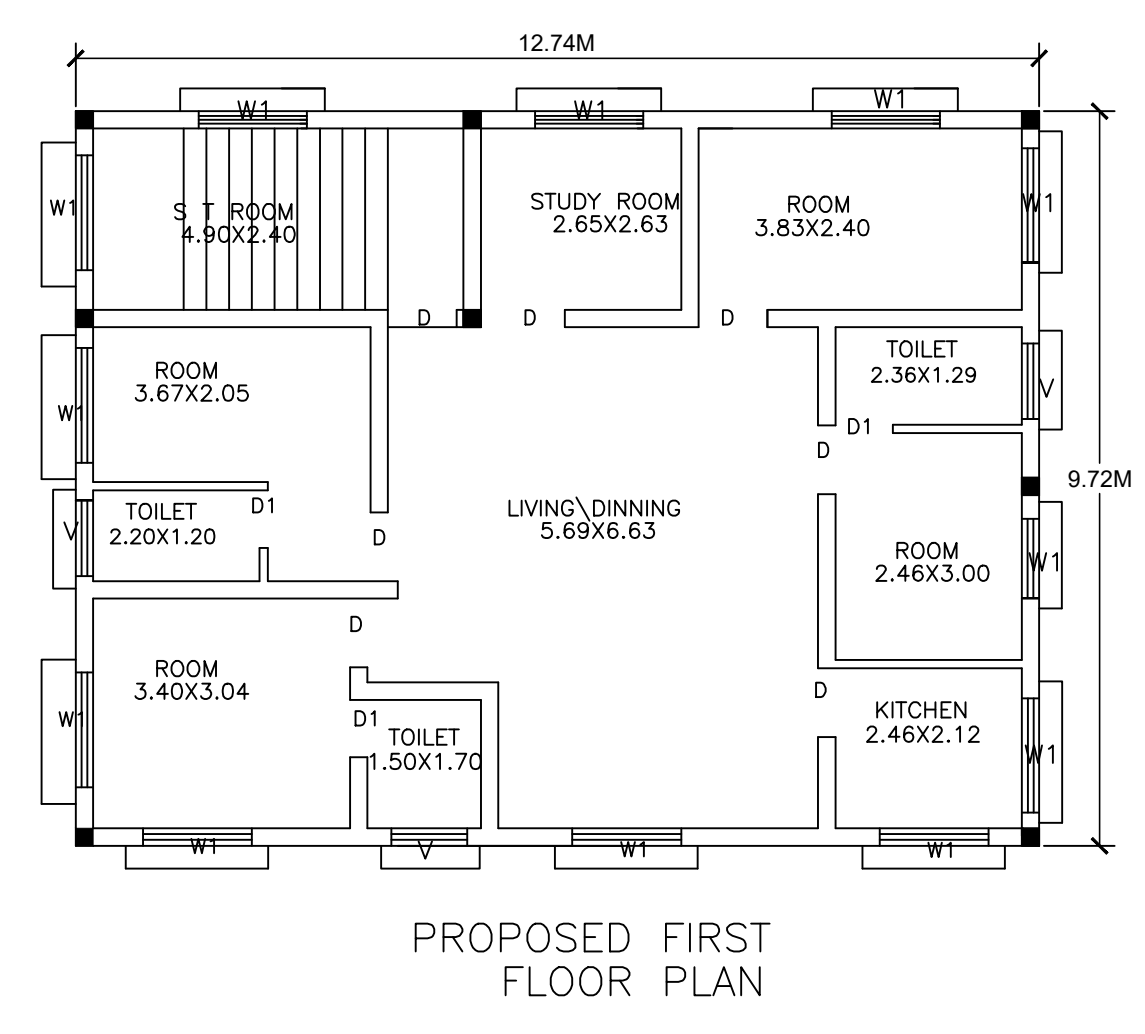 12.74M
W1
W1
W1
W1
S T ROOM
4.90X2.40
STUDY ROOM
2.65X2.63
ROOM
3.83X2.40
W1
D
D
D
ROOM
3.67X2.05
W1
TOILET
2.36X1.29
V
D1
D
9.72M
TOILET
2.20X1.20
V
D1
D
LIVING\DINNING
5.69X6.63
ROOM
2.46X3.00
W1
D
ROOM
3.40X3.04
W1
D1
TOILET
1.50X1.70
D
KITCHEN
2.46X2.12
W1
W1
V
W1
W1
PROPOSED FIRST
FLOOR PLAN